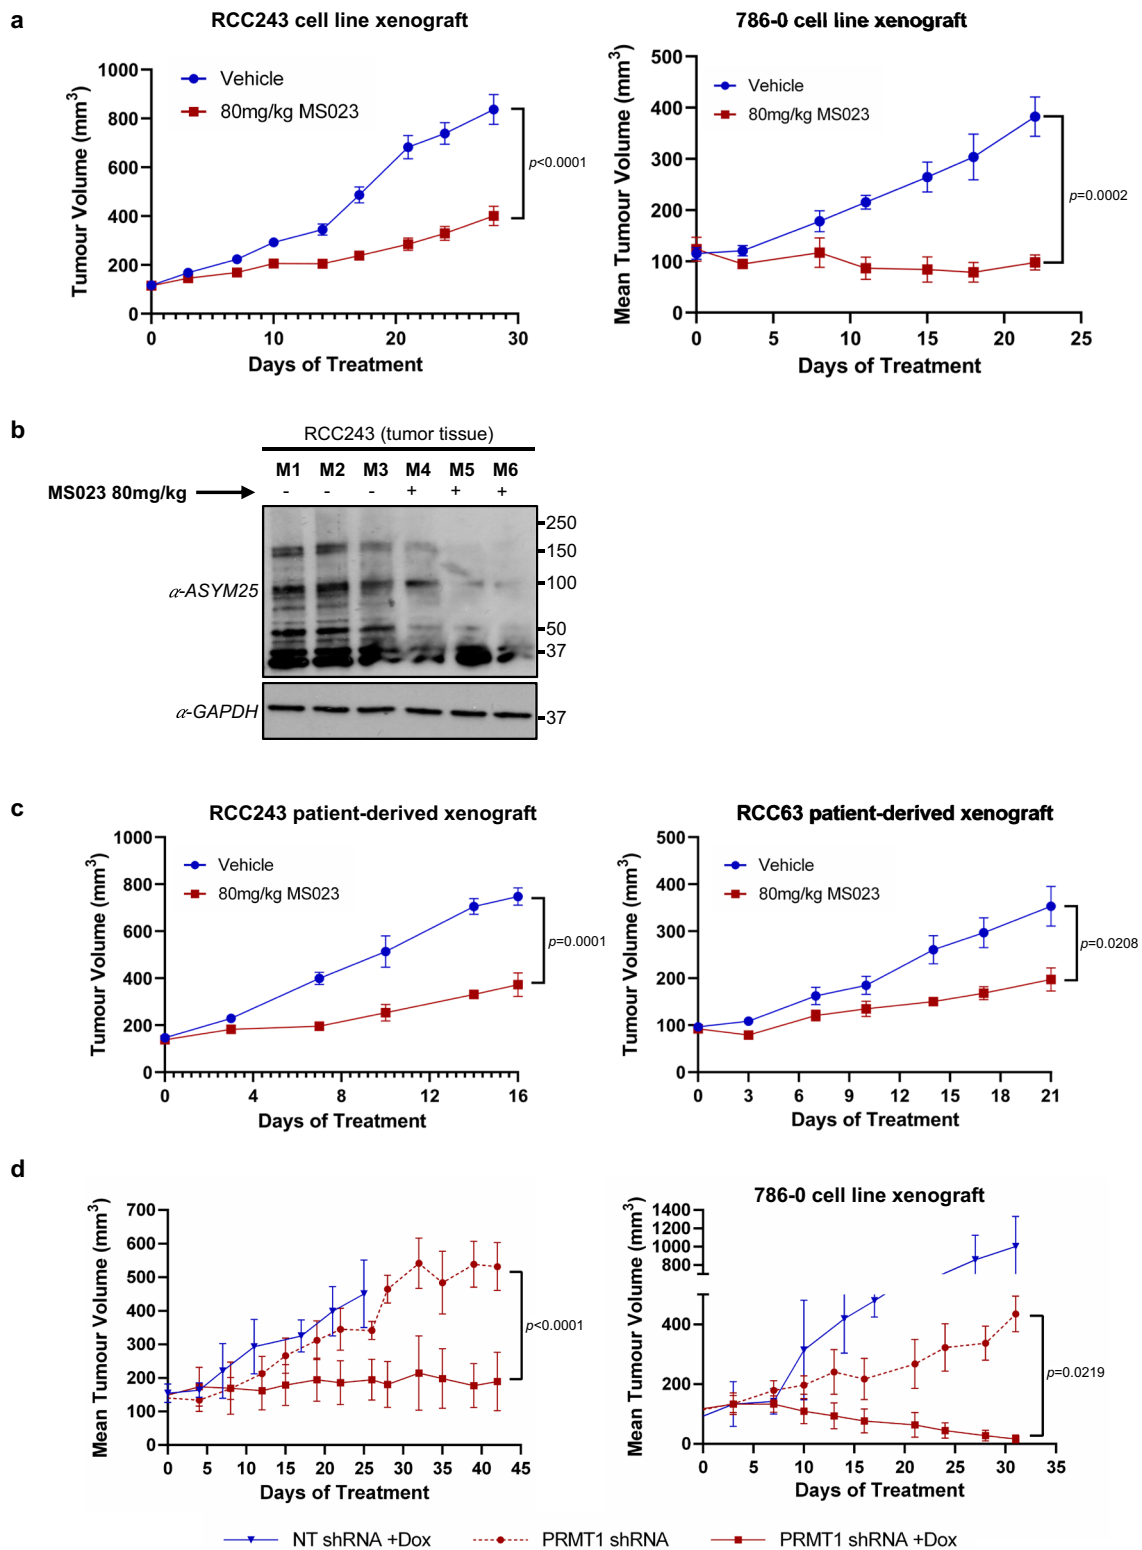 a
RCC243 cell line xenograft
Tumour Volume (mm3)
1000
800
600
400
200
0
Vehicle
80mg/kg MS023
p<0.0001
0
10
20
30
Days of Treatment
786-0 cell line xenograft
Mean Tumour Volume (mm3)
500
400
300
200
100
0
Vehicle
80mg/kg MS023
p=0.0002
0
5
10
15
20
25
Days of Treatment
b
RCC243 (tumor tissue)
M1 M2 M3 M4 M5 M6
MS023 80mg/kg - - - + + +
α-ASYM25
250
150
100
50
37
α-GAPDH
37
c
RCC243 patient-derived xenograft
Tumour Volume (mm3)
1000
800
600
400
200
0
Vehicle
80mg/kg MS023
p=0.0001
0
4
8
12
16
Days of Treatment
RCC63 patient-derived xenograft
Tumour Volume (mm3)
500
400
300
200
100
0
Vehicle
80mg/kg MS023
p=0.0208
0
3
6
9
12
15
18
21
Days of Treatment
d
Mean Tumour Volume (mm3)
700
600
500
400
300
200
100
0
p<0.0001
0
5
10
15
20
25
30
35
40
45
Days of Treatment
786-0 cell line xenograft
Mean Tumour Volume (mm3)
1400
1200
1000
800
400
200
0
p=0.0219
0
5
10
15
20
25
30
35
Days of Treatment
NT shRNA +Dox
PRMT1 shRNA
PRMT1 shRNA +Dox